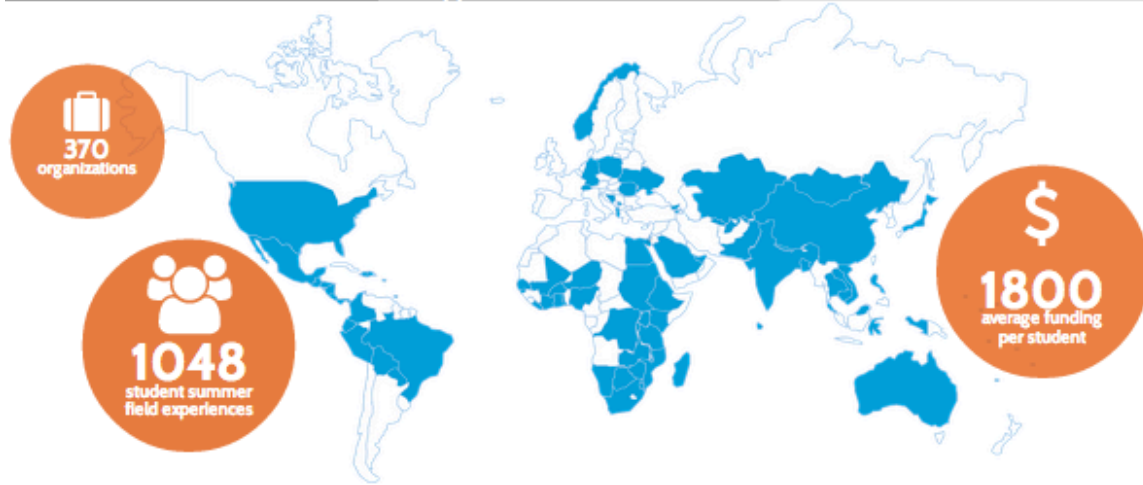 370
organizations
1048
student summer
field experiences
$
1800
average funding
per student